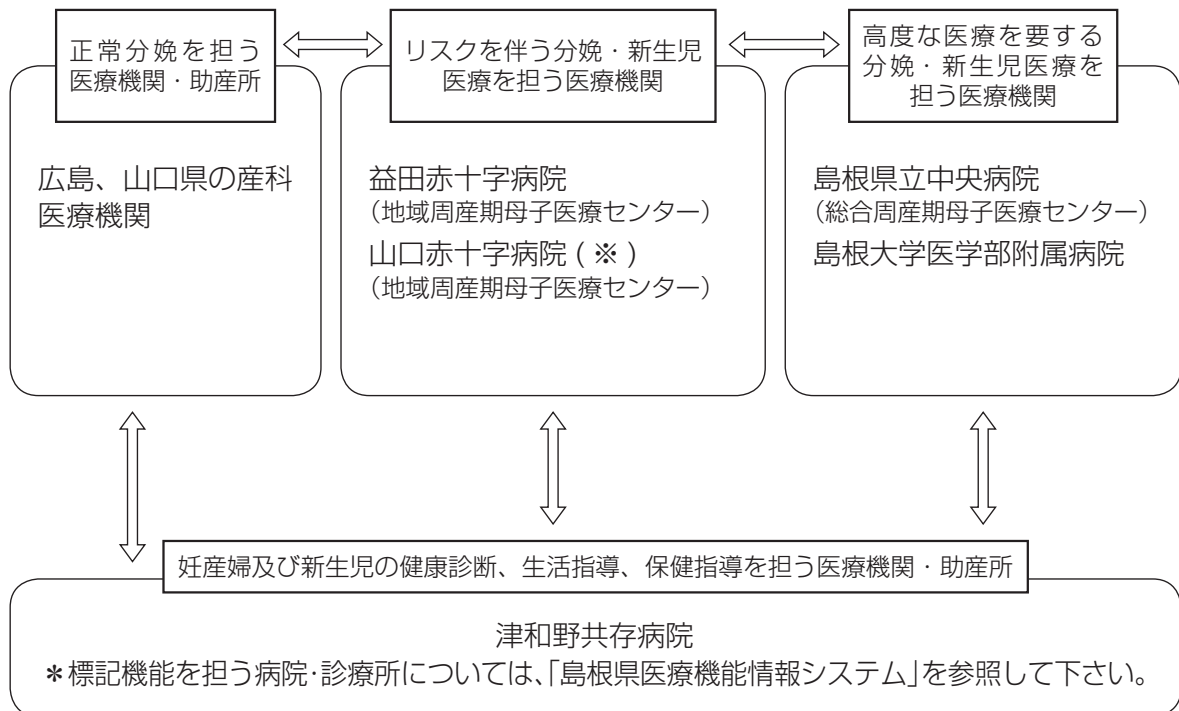 正常分娩を担う
医療機関・助産所
リスクを伴う分娩・新生児
医療を担う医療機関
高度な医療を要する
分娩・新生児医療を
担う医療機関
広島、山口県の産科
医療機関
益田赤十字病院
（地域周産期母子医療センター）
山口赤十字病院 ( ※ )
（地域周産期母子医療センター）
島根県立中央病院
（総合周産期母子医療センター）
島根大学医学部附属病院
妊産婦及び新生児の健康診断、生活指導、保健指導を担う医療機関・助産所
津和野共存病院
＊標記機能を担う病院・診療所については、「島根県医療機能情報システム」を参照して下さい。